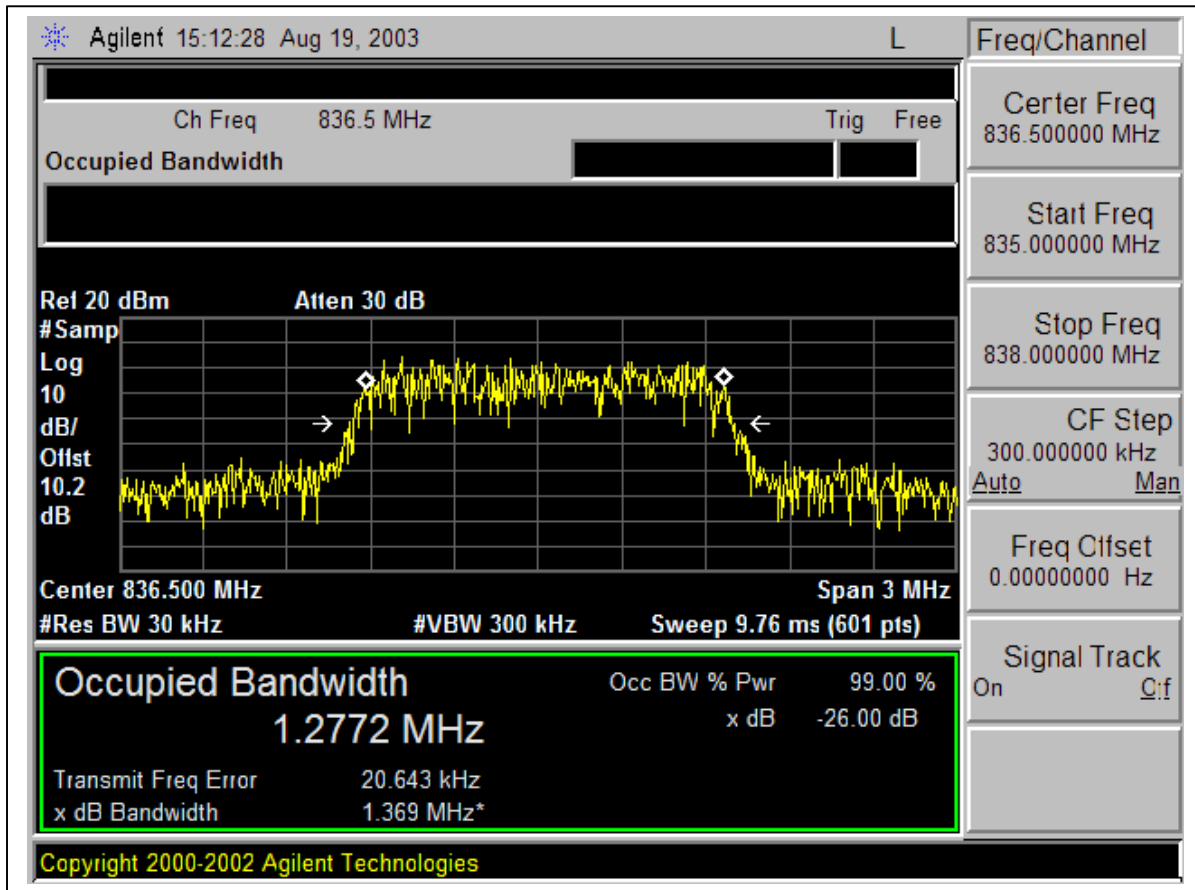 Agilent 15:12:28 Aug 19, 2003 L
Freq/Channel
Ch Freq 836.5 MHz Trig Free
Occupied Bandwidth
Center Freq
836.500000 MHz
Start Freq
835.000000 MHz
Stop Freq
838.000000 MHz
CF Step
300.000000 kHz
Auto Man
Freq Offset
0.00000000 Hz
Signal Track
On Off
Ref 20 dBm Atten 30 dB
#Samp
Log
10
dB/
Offst
10.2
dB
Center 836.500 MHz Span 3 MHz
#Res BW 30 kHz #VBW 300 kHz Sweep 9.76 ms (601 pts)
Occupied Bandwidth
1.2772 MHz
Occ BW % Pwr 99.00 %
x dB -26.00 dB
Transmit Freq Error 20.643 kHz
x dB Bandwidth 1.369 MHz*
Copyright 2000-2002 Agilent Technologies